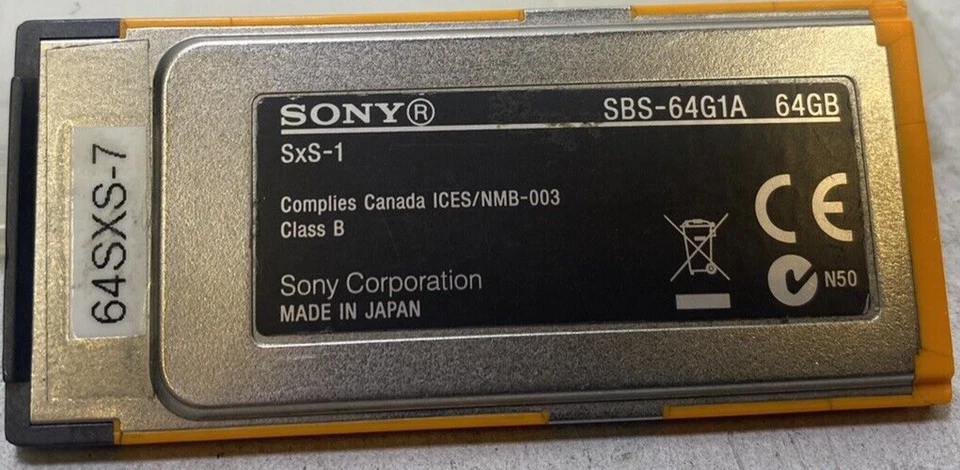 64SXS-7
SONY® SBS-64G1A 64GB
SxS-1
Complies Canada ICES/NMB-003
Class B
CE
N50
Sony Corporation
MADE IN JAPAN